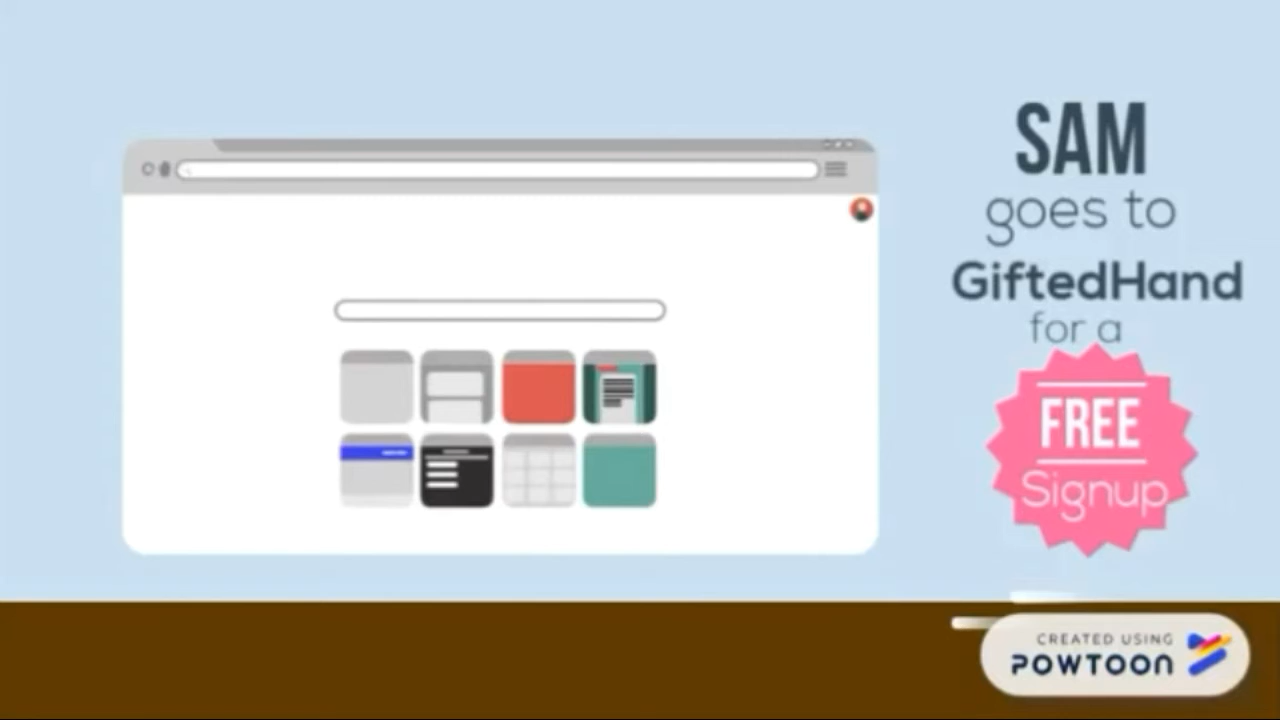 SAM
goes to
GiftedHand
for a
FREE
Signup
CREATED USING
POWTOON